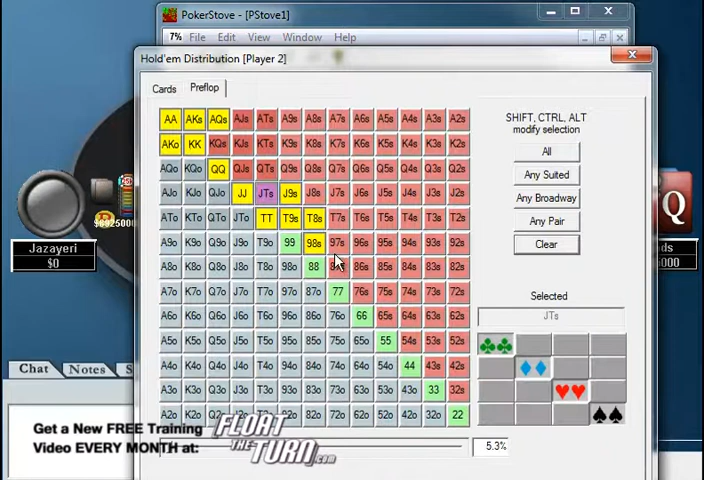 PokerStove - [PStove1]
7% File Edit View Window Help
Hold'em Distribution [Player 2]
Cards Preflop
AA AKs AQs AJs ATs A9s A8s A7s A6s A5s A4s A3s A2s
AKo KK KQs KJs KTs K9s K8s K7s K6s K5s K4s K3s K2s
AQo KQo QQ QJs QTs Q9s Q8s Q7s Q6s Q5s Q4s Q3s Q2s
AJo KJo QJo JJ JTs J9s J8s J7s J6s J5s J4s J3s J2s
ATo KTo QTo JTo TT T9s T8s T7s T6s T5s T4s T3s T2s
A9o K9o Q9o J9o T9o 99 98s 97s 96s 95s 94s 93s 92s
A8o K8o Q8o J8o T8o 98o 88 86s 85s 84s 83s 82s
A7o K7o Q7o J7o T7o 97o 87o 77 76s 75s 74s 73s 72s
A6o K6o Q6o J6o T6o 96o 86o 76o 66 65s 64s 63s 62s
A5o K5o Q5o J5o T5o 95o 85o 75o 65o 55 54s 53s 52s
A4o K4o Q4o J4o T4o 94o 84o 74o 64o 54o 44 43s 42s
A3o K3o Q3o J3o T3o 93o 83o 73o 63o 53o 43o 33 32s
A2o K2o Q2o J2o T2o 92o 82o 72o 62o 52o 42o 32o 22
SHIFT, CTRL, ALT
modify selection
All
Any Suited
Any Broadway
Any Pair
Clear
Selected
JTs
5.3%
Jazayeri
$0
Q
ds
000
Chat Notes S
Get a New FREE Training
Video EVERY MONTH at:
FLOAT
THE TURN.com